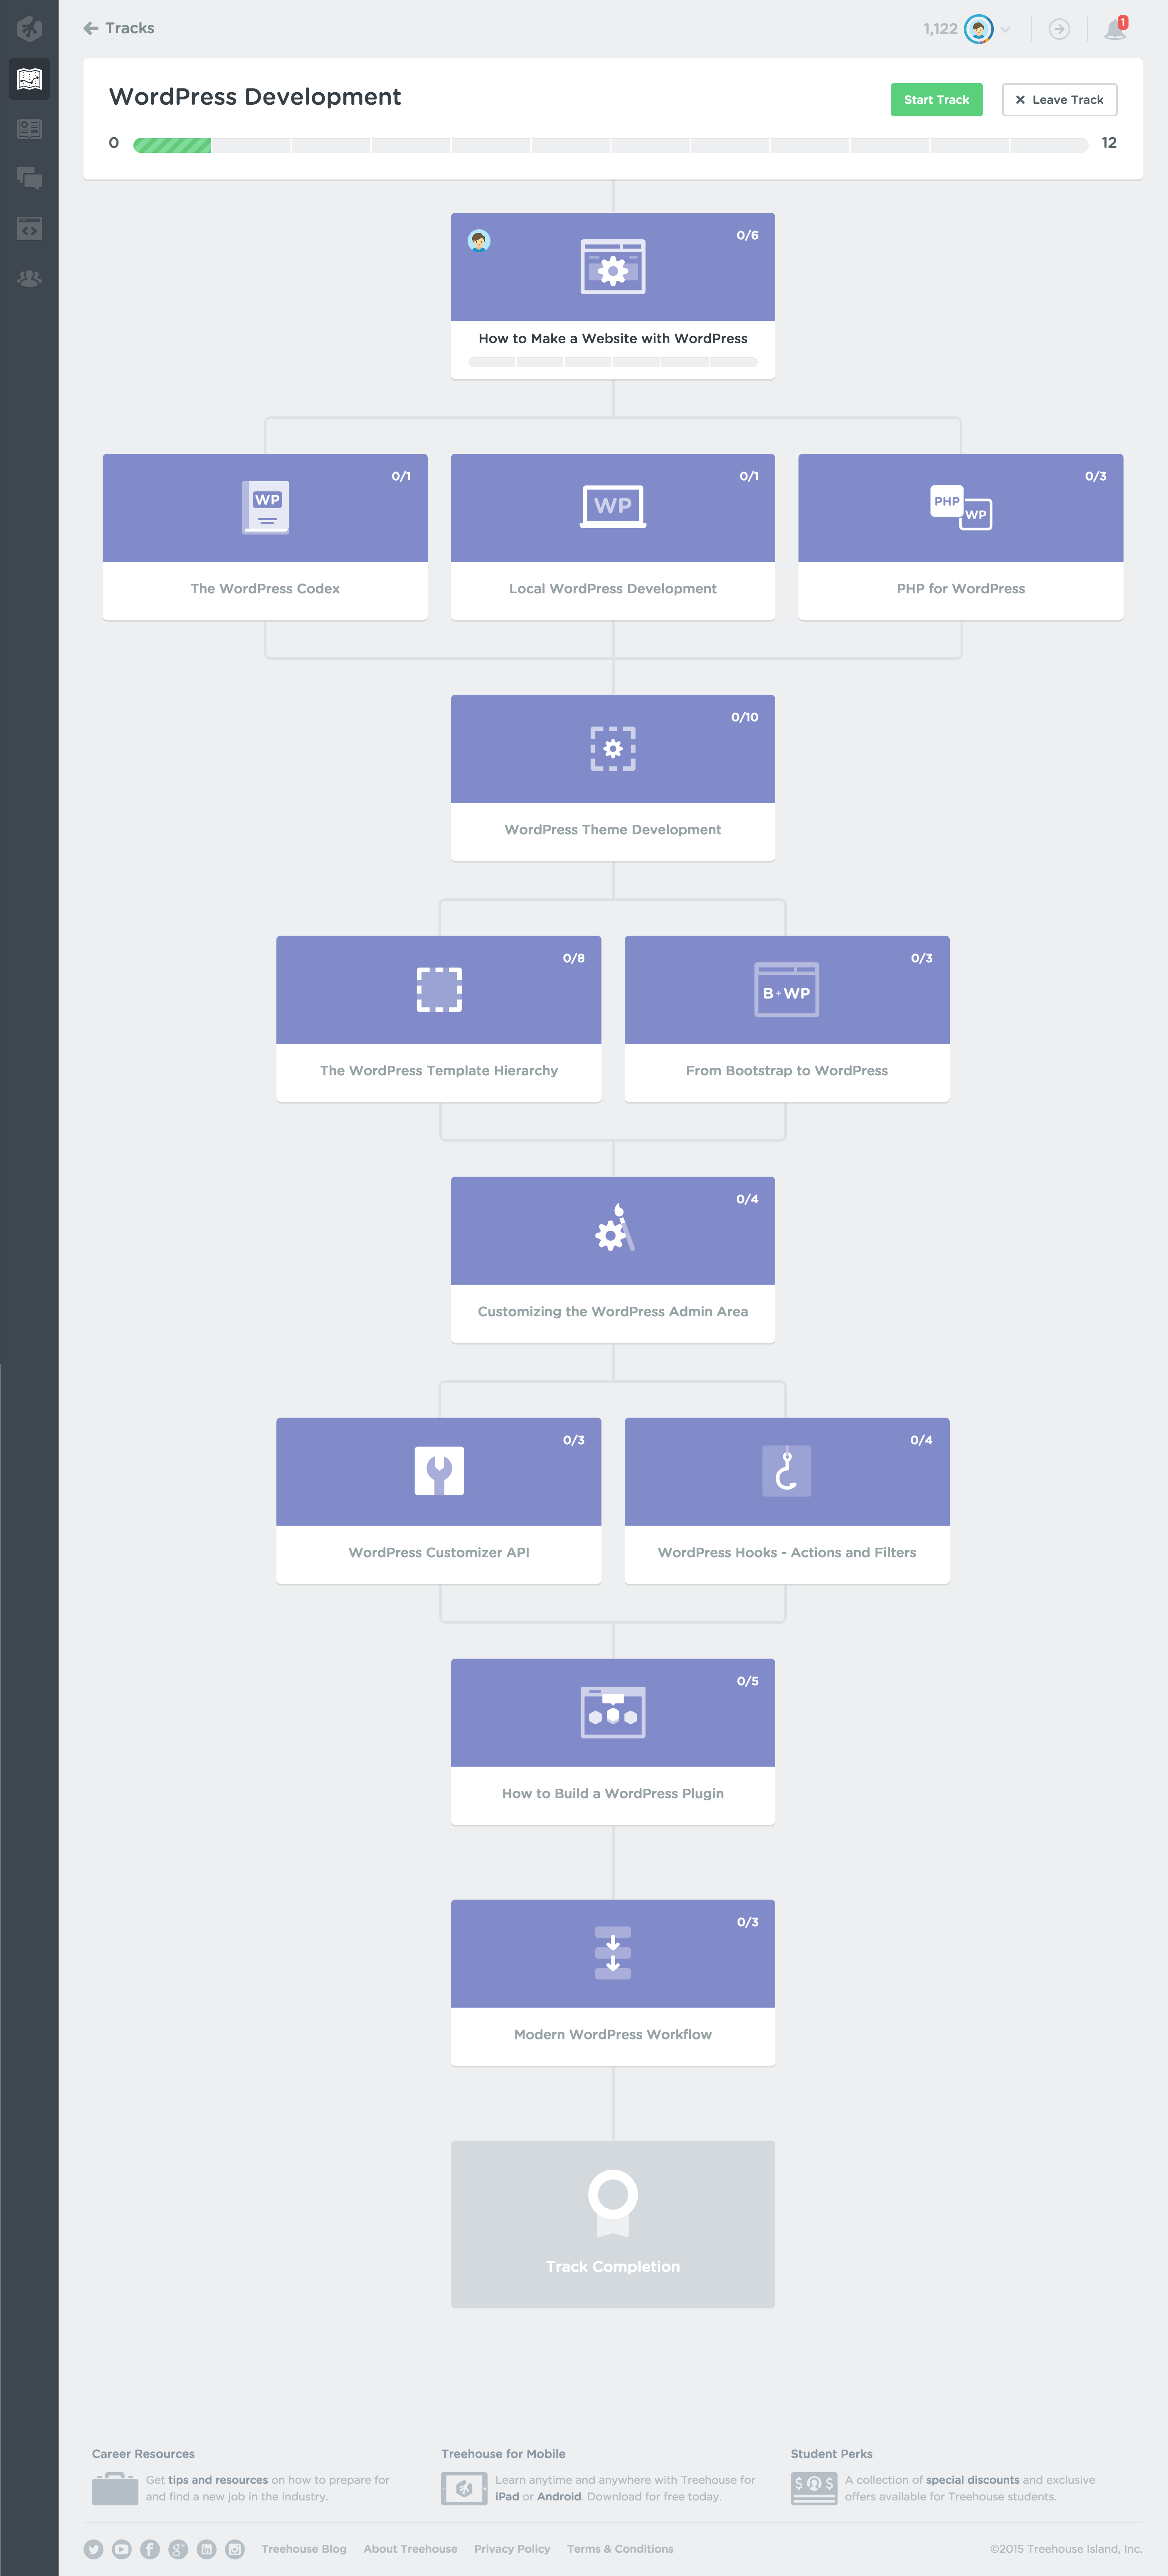 Tracks
1,122
1
WordPress Development
Start Track
Leave Track
0
12
0/6
How to Make a Website with WordPress
0/1
WP
The WordPress Codex
0/1
WP
Local WordPress Development
0/3
PHP
WP
PHP for WordPress
0/10
WordPress Theme Development
0/8
The WordPress Template Hierarchy
0/3
B+WP
From Bootstrap to WordPress
0/4
Customizing the WordPress Admin Area
0/3
WordPress Customizer API
0/4
WordPress Hooks - Actions and Filters
0/5
How to Build a WordPress Plugin
0/3
Modern WordPress Workflow
Track Completion
Career Resources
Get tips and resources on how to prepare for
and find a new job in the industry.
Treehouse for Mobile
Learn anytime and anywhere with Treehouse for
iPad or Android. Download for free today.
Student Perks
$ $
A collection of special discounts and exclusive
offers available for Treehouse students.
Treehouse Blog About Treehouse Privacy Policy Terms & Conditions
©2015 Treehouse Island, Inc.